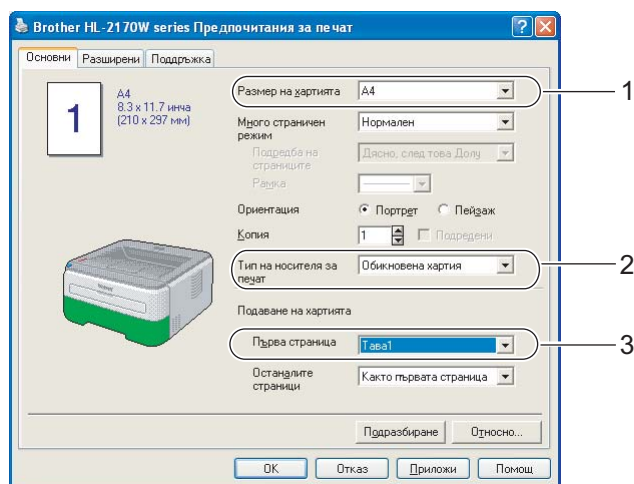 Brother HL-2170W series Предпочитания за печат
Основни Разширени Поддръжка
1
A4
8.3 x 11.7 инча
(210 x 297 мм)
Размер на хартията A4
1
Много страничен режим Нормален
Подредба на страниците Дясно, след това Долу
Рамка
Ориентация Портрет Пейзаж
Копия 1 Подредени
Тип на носителя за печат Обикновена хартия
2
Подаване на хартията
Първа страница Тава1
3
Останалите страници Както първата страница
Подразбиране Относно...
OK Отказ Приложи Помощ